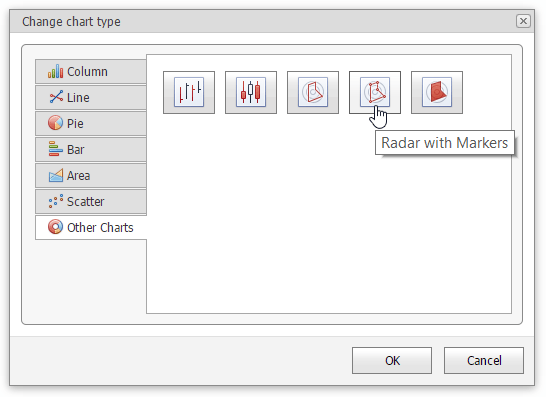 Change chart type
Column
Line
Pie
Bar
Area
Scatter
Other Charts
Radar with Markers
OK
Cancel